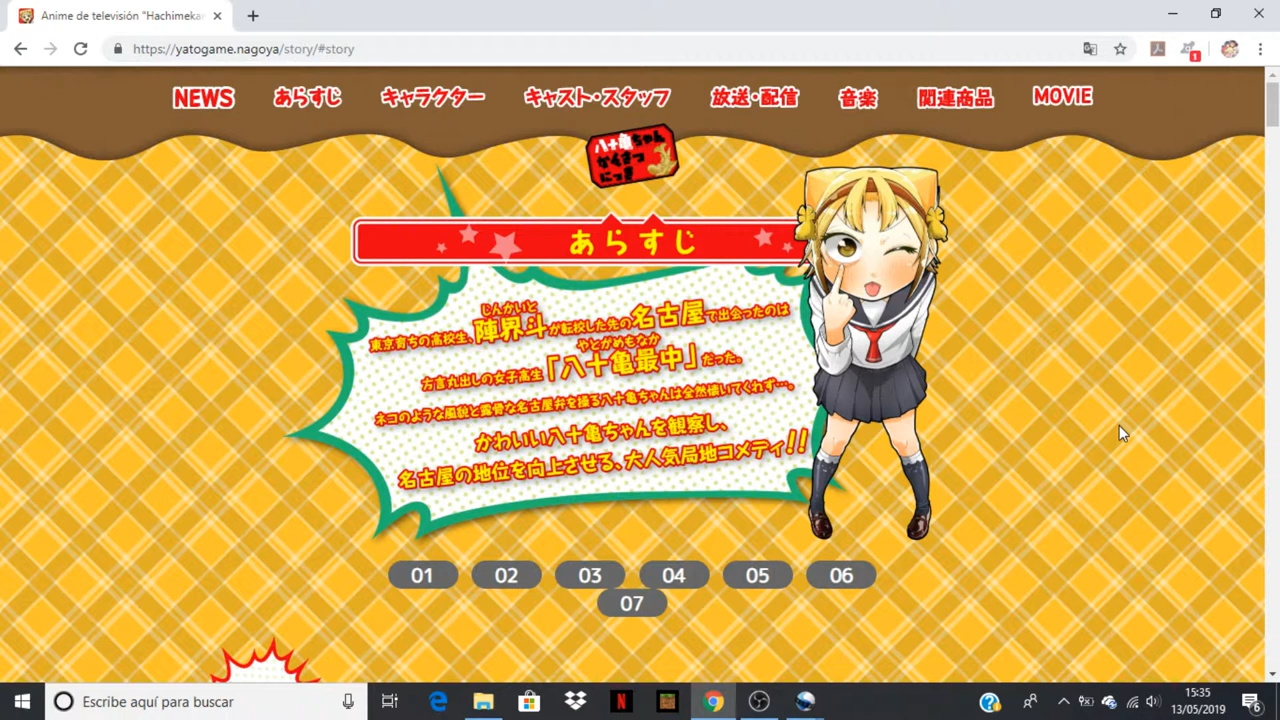 Anime de televisión "Hachimekan
https://yatogame.nagoya/story/#story
1
NEWS あらすじ キャラクター キャスト・スタッフ 放送・配信 音楽 関連商品 MOVIE
八十亀ちゃん
かんさつ
にっき
あらすじ
じんかいと
東京育ちの高校生、陣界斗が転校した先の名古屋で出会ったのは
やとがめもなか
方言丸出しの女子高生「八十亀最中」だった。
ネコのような風貌と露骨な名古屋弁を操る八十亀ちゃんは全然懐いてくれず…。
かわいい八十亀ちゃんを観察し、
名古屋の地位を向上させる、大人気局地コメディ!!
01 02 03 04 05 06
07
Escribe aquí para buscar
15:35
13/05/2019
6